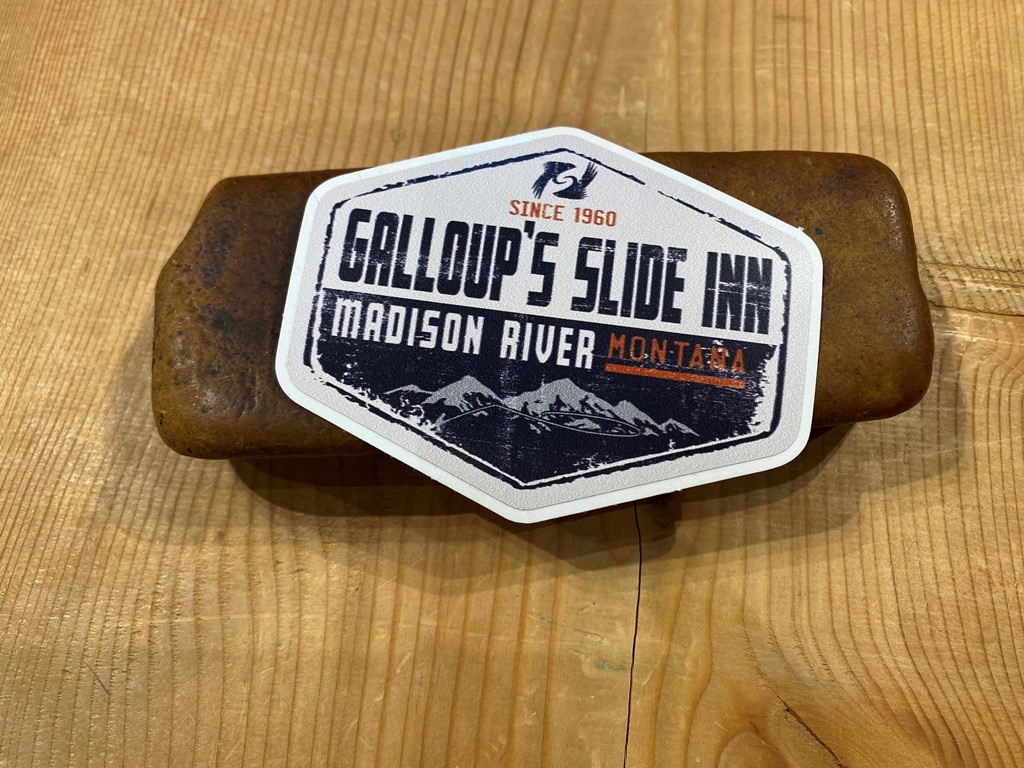 SINCE 1960
GALLOUP'S SLIDE INN
MADISON RIVER MONTANA